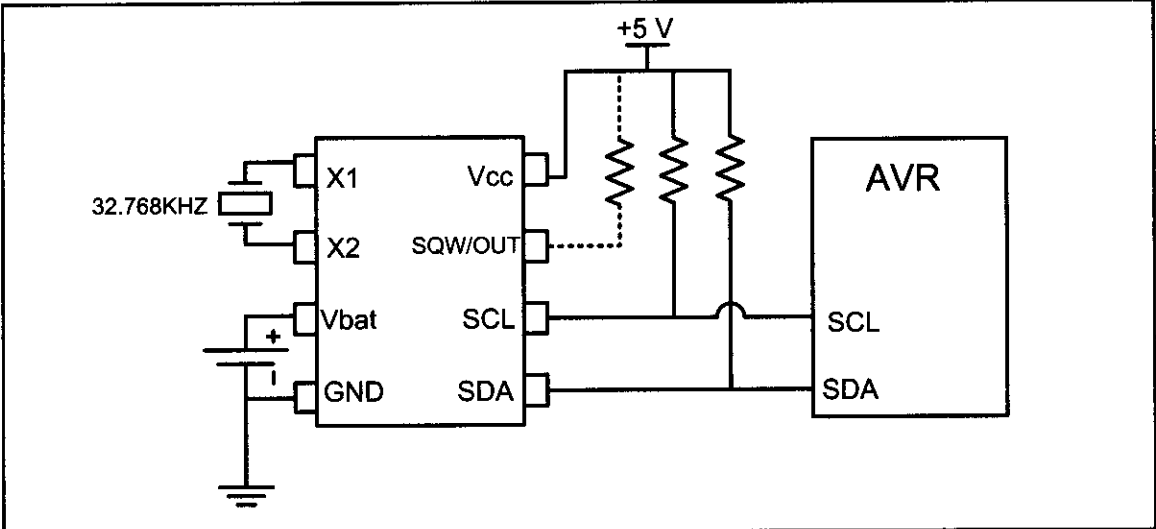 +5 V
32.768KHZ
X1
X2
Vbat
+
-
GND
Vcc
SQW/OUT
SCL
SDA
AVR
SCL
SDA